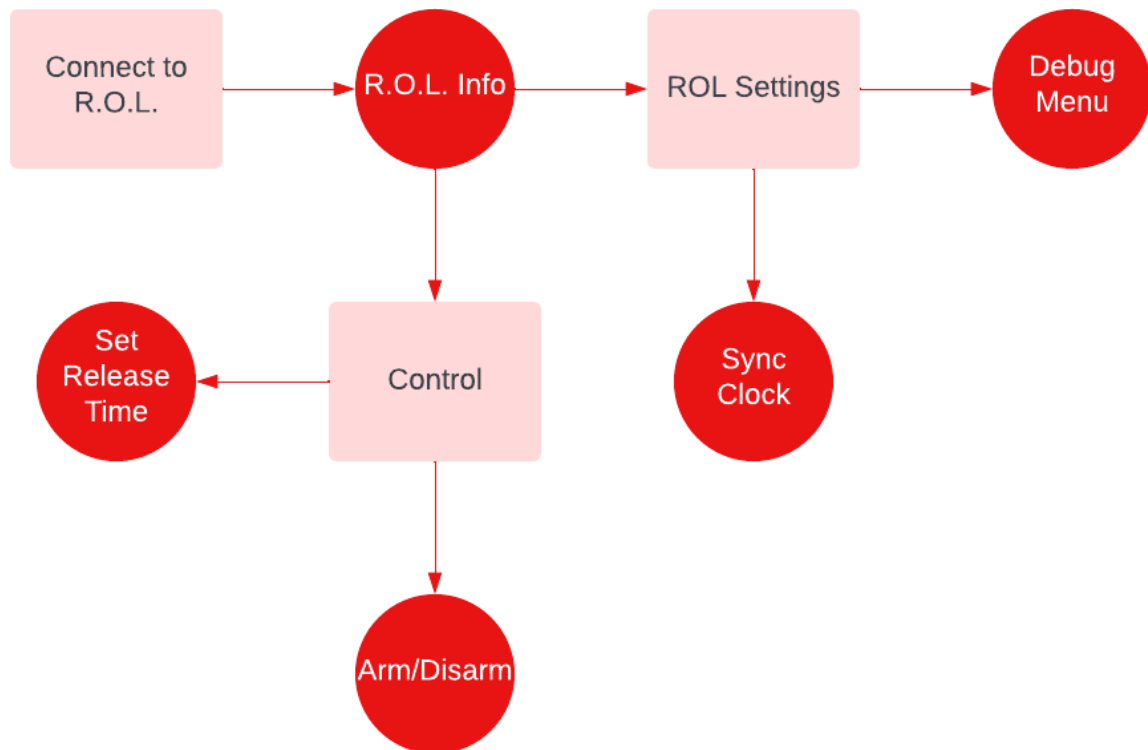 Connect to
R.O.L.
R.O.L. Info
ROL Settings
Debug
Menu
Set
Release
Time
Control
Sync
Clock
Arm/Disarm